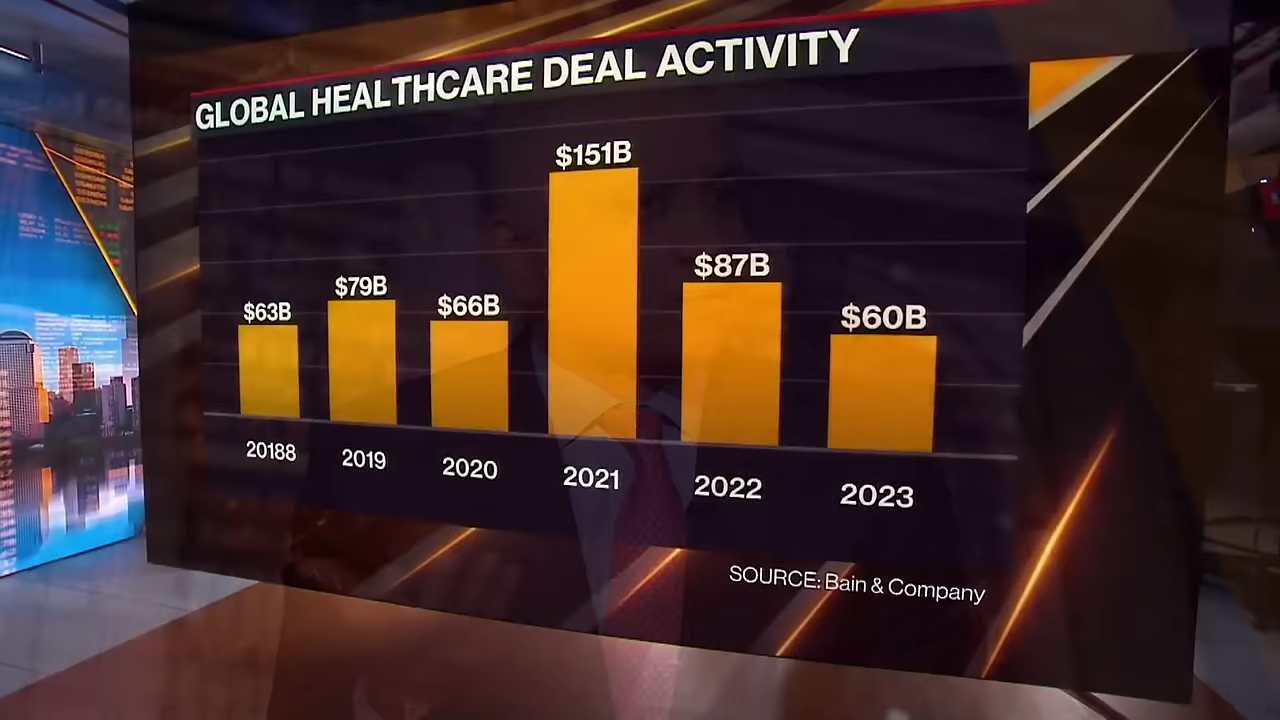 GLOBAL HEALTHCARE DEAL ACTIVITY
$151B
$87B
$79B
$63B
$66B
$60B
20188
2019
2020
2021
2022
2023
SOURCE: Bain & Company